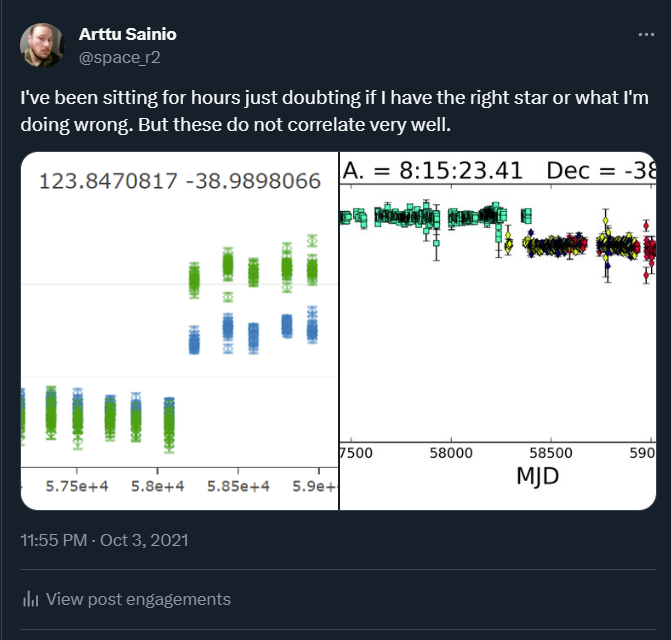 Arttu Sainio
@space_r2
I've been sitting for hours just doubting if I have the right star or what I'm
doing wrong. But these do not correlate very well.
123.8470817 -38.9898066
5.75e+4 5.8e+4 5.85e+4 5.9e+
A. = 8:15:23.41 Dec = -38
7500 58000 58500 590
MJD
11:55 PM · Oct 3, 2021
View post engagements